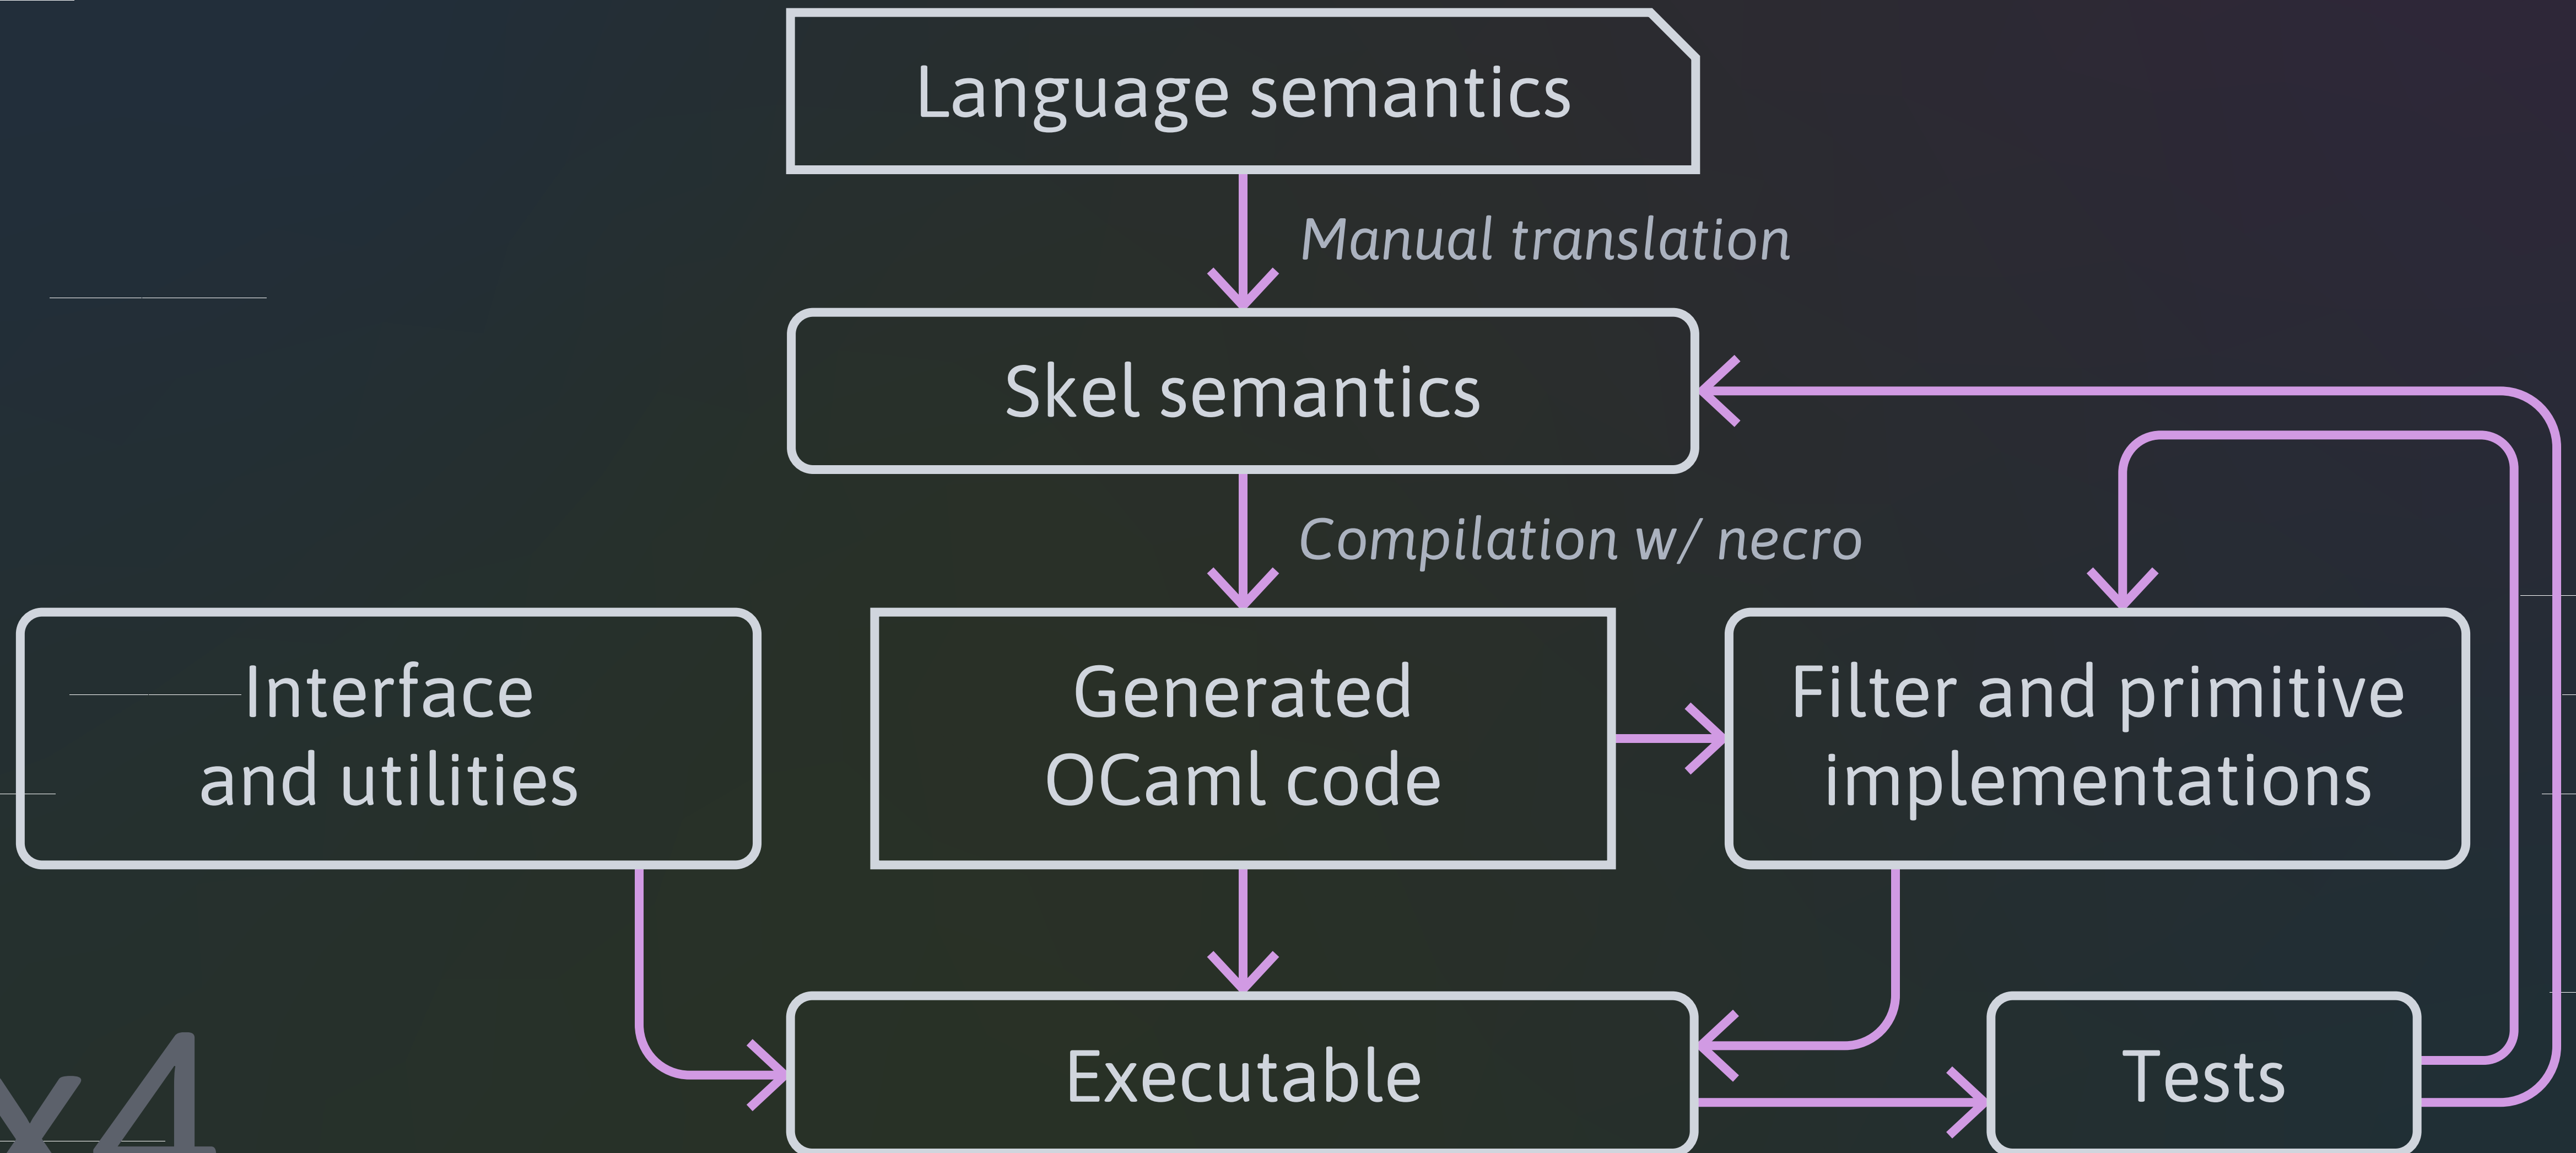 Language semantics
Manual translation
Skel semantics
Compilation w/ necro
Interface
and utilities
Generated
OCaml code
Filter and primitive
implementations
Executable
Tests
x4